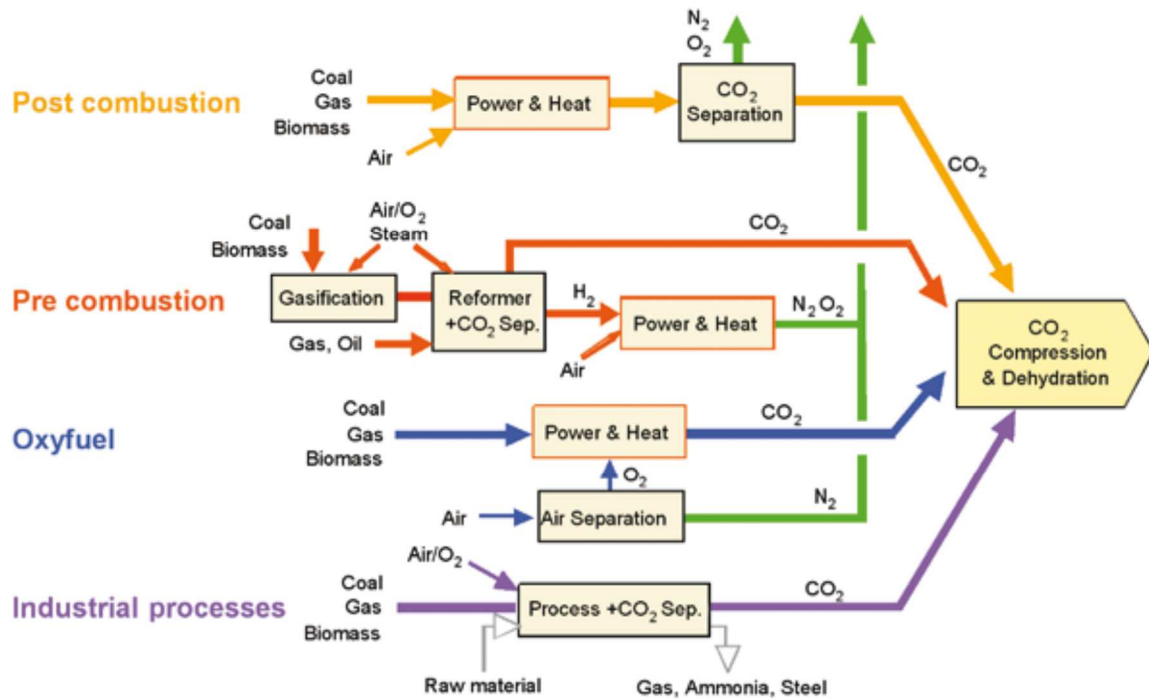 N₂
O₂
Post combustion
Coal
Gas
Biomass
Air
Power & Heat
CO₂
Separation
CO₂
Pre combustion
Coal
Biomass
Air/O₂
Steam
Gasification
Gas, Oil
Reformer
+CO₂ Sep.
H₂
Air
Power & Heat
N₂ O₂
CO₂
CO₂
Compression
& Dehydration
Oxyfuel
Coal
Gas
Biomass
Power & Heat
CO₂
O₂
Air
Air Separation
N₂
Industrial processes
Air/O₂
Coal
Gas
Biomass
Process +CO₂ Sep.
CO₂
Raw material
Gas, Ammonia, Steel